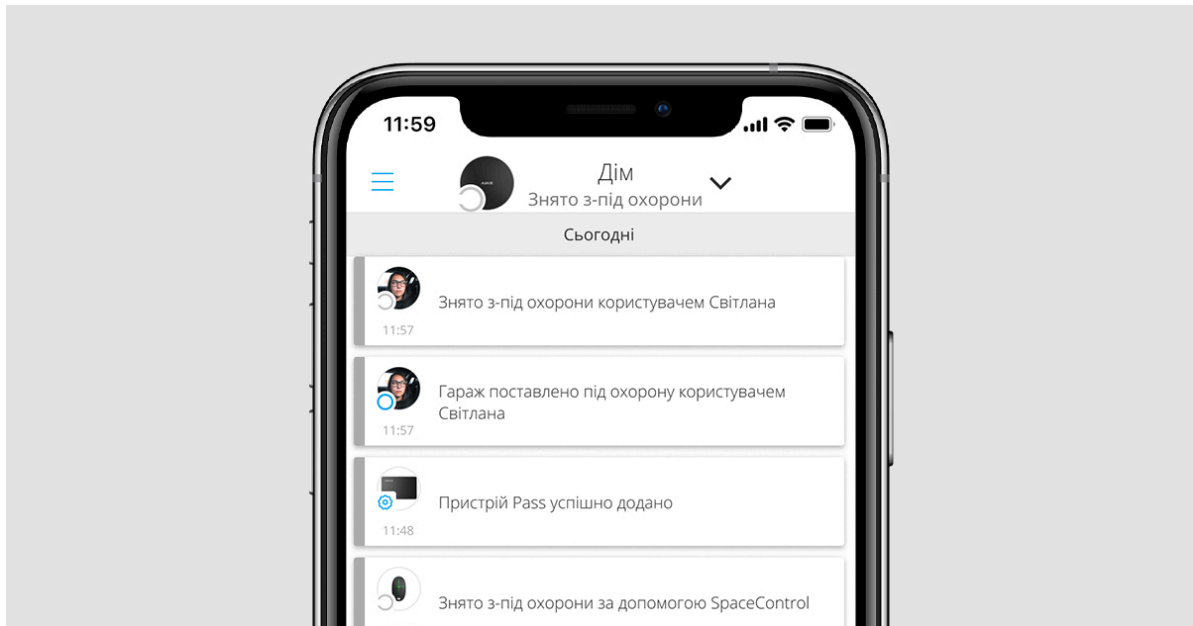 11:59
Дім
Знято з-під охорони
Сьогодні
Знято з-під охорони користувачем Світлана
11:57
Гараж поставлено під охорону користувачем
Світлана
11:57
Пристрій Pass успішно додано
11:48
Знято з-під охорони за допомогою SpaceControl